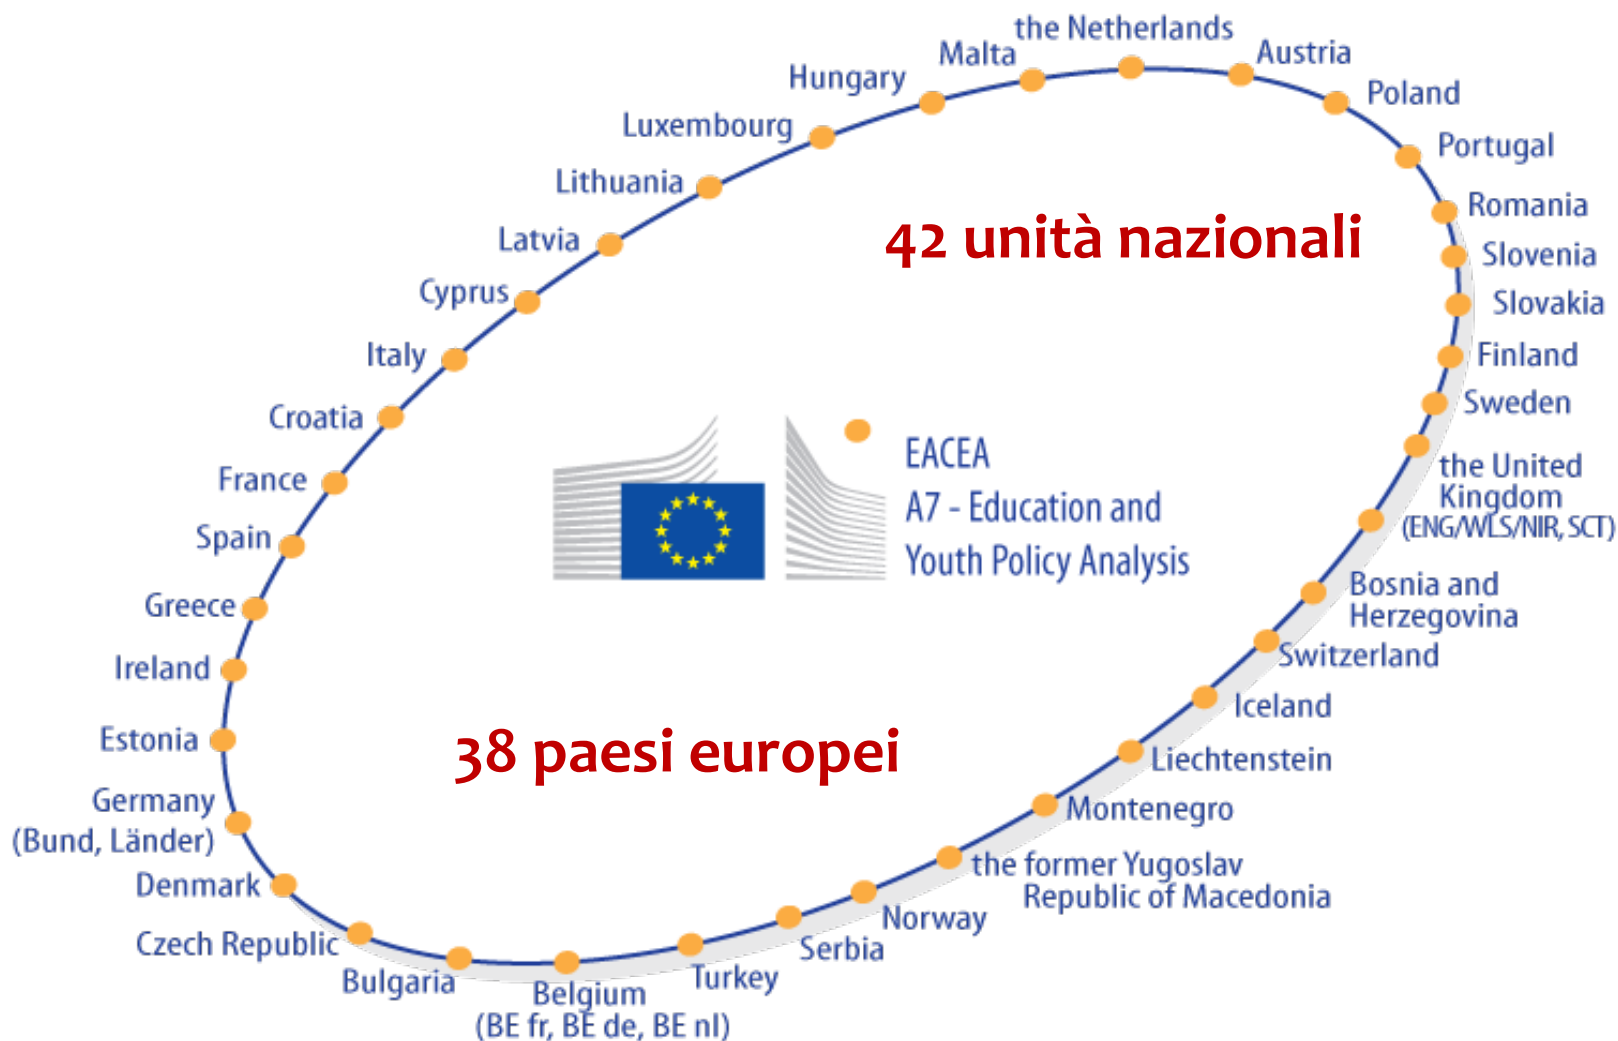 the Netherlands
Malta
Austria
Hungary
Poland
Luxembourg
Portugal
Lithuania
Romania
Latvia
42 unità nazionali
Slovenia
Cyprus
Slovakia
Italy
Finland
Croatia
Sweden
EACEA
A7 - Education and
Youth Policy Analysis
the United
Kingdom
(ENG/WLS/NIR, SCT)
France
Spain
Bosnia and
Herzegovina
Greece
Switzerland
Ireland
Iceland
Estonia
38 paesi europei
Liechtenstein
Germany
(Bund, Länder)
Montenegro
Denmark
the former Yugoslav
Republic of Macedonia
Czech Republic
Norway
Serbia
Bulgaria
Turkey
Belgium
(BE fr, BE de, BE nl)